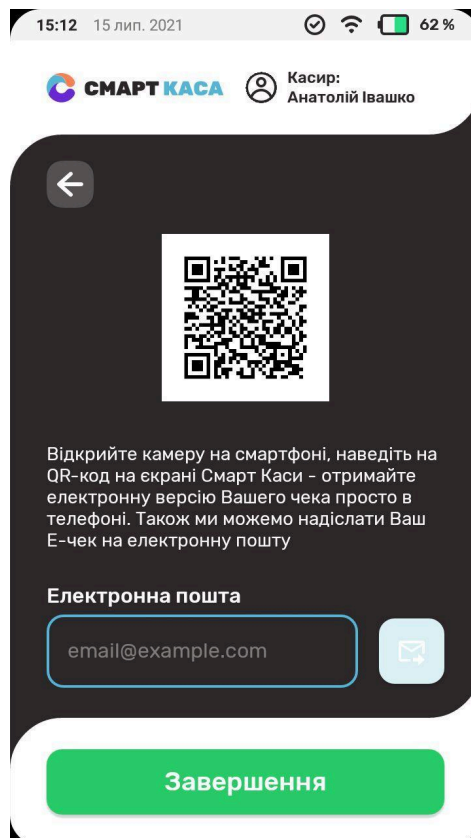 15:12 15 лип. 2021 62 %
СМАРТ КАСА
Касир:
Анатолій Івашко
Відкрийте камеру на смартфоні, наведіть на
QR-код на єкрані Смарт Каси - отримайте
електронну версію Вашего чека просто в
телефоні. Також ми можемо надіслати Ваш
Е-чек на електронну пошту
Електронна пошта
email@example.com
Завершення